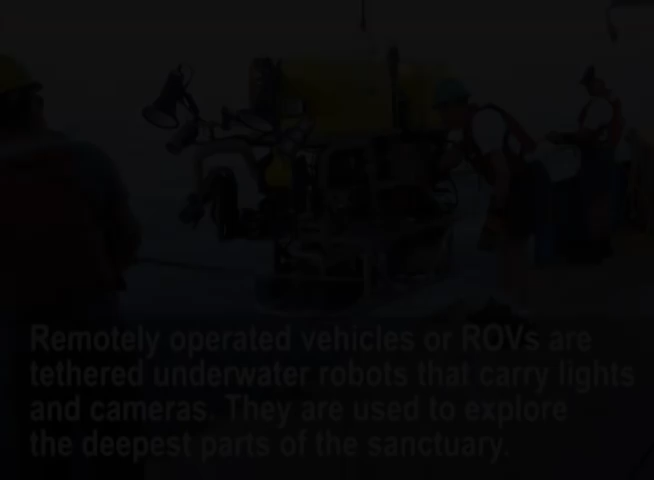 Remotely operated vehicles or ROVs are
tethered underwater robots that carry lights
and cameras. They are used to explore
the deepest parts of the sanctuary.